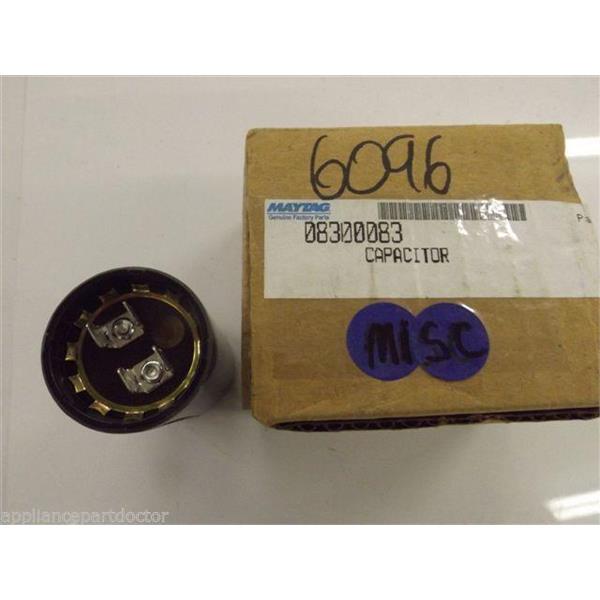 6096
MAYTAG
Genuine Factory Parts
08300083
CAPACITOR
MISC
appliancepartdoctor